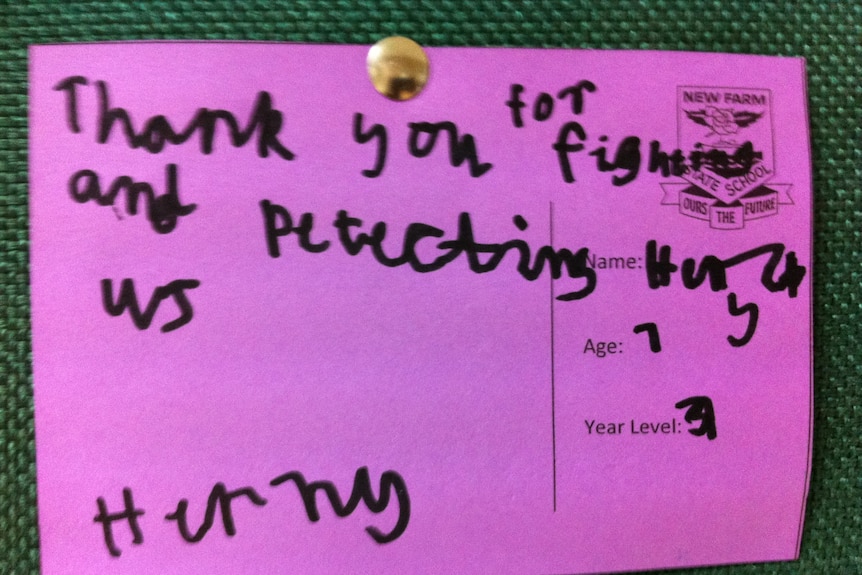 Thank you for fighting
and Petecting
us
Henry
NEW FARM
STATE SCHOOL
OURS THE FUTURE
Name: Henry
Age: 7
Year Level: